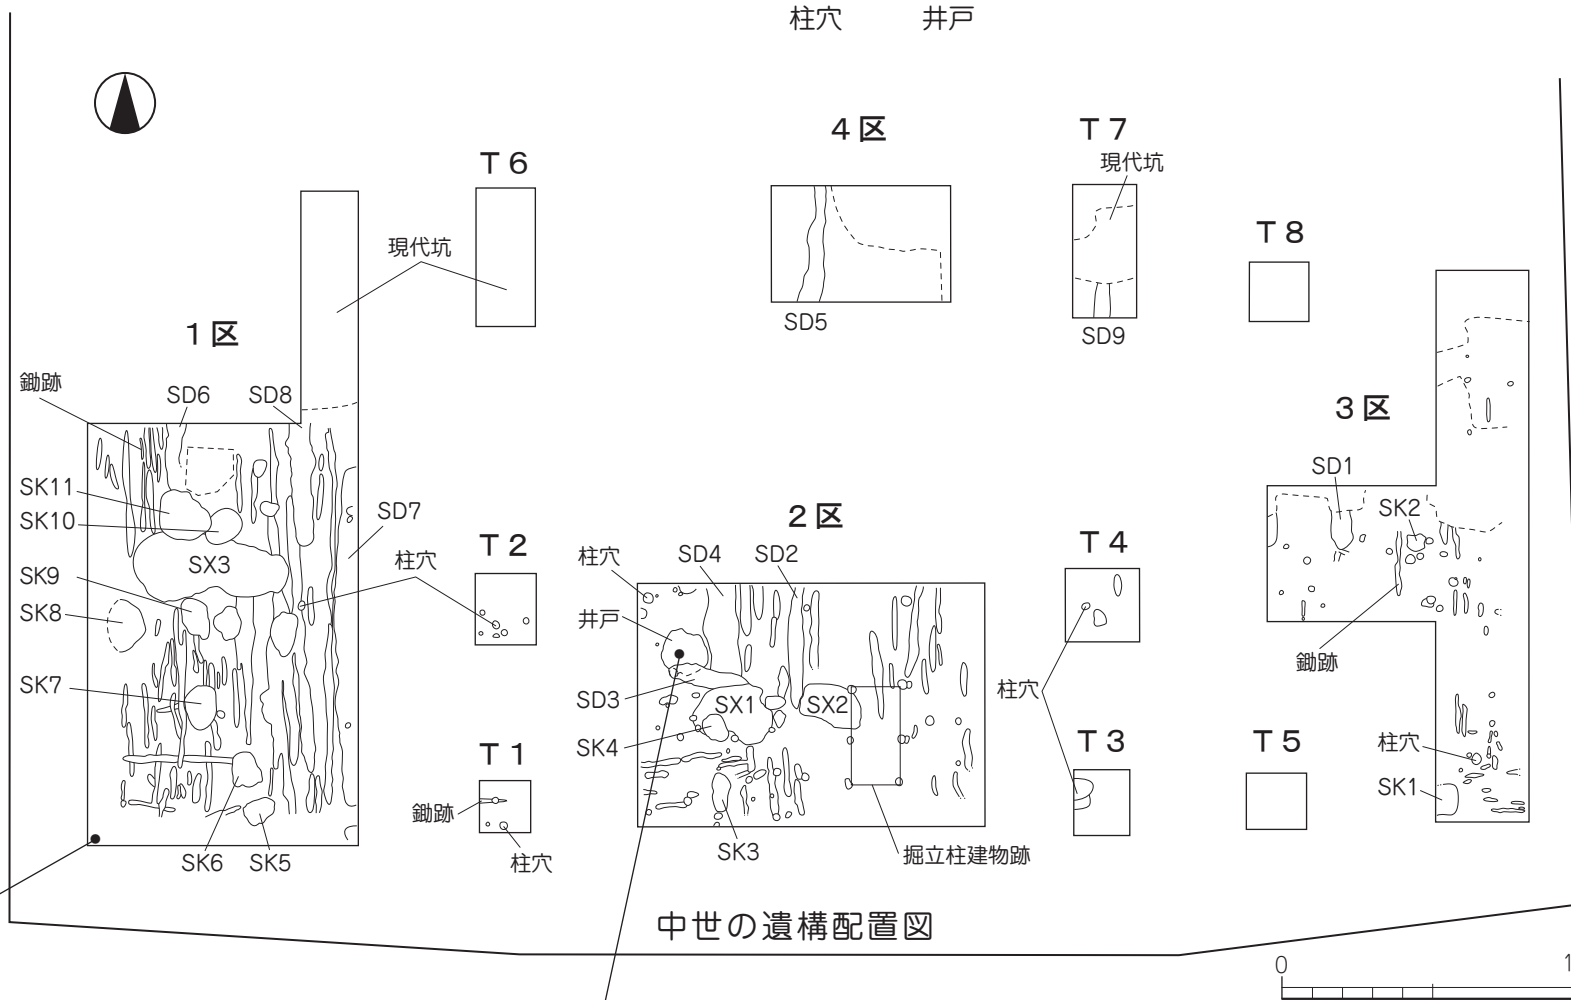 柱穴 井戸
4区
T7
現代坑
T6
T8
現代坑
SD5
SD9
1区
鋤跡
SD6
SD8
3区
SD1
SK11
SK10
SD7
2区
SK2
T2
T4
柱穴
SD4
SD2
柱穴
SX3
SK9
SK8
井戸
鋤跡
SK7
SD3
SX1
SX2
柱穴
SK4
T1
T3
T5
柱穴
SK1
鋤跡
柱穴
SK6
SK5
SK3
掘立柱建物跡
中世の遺構配置図
0